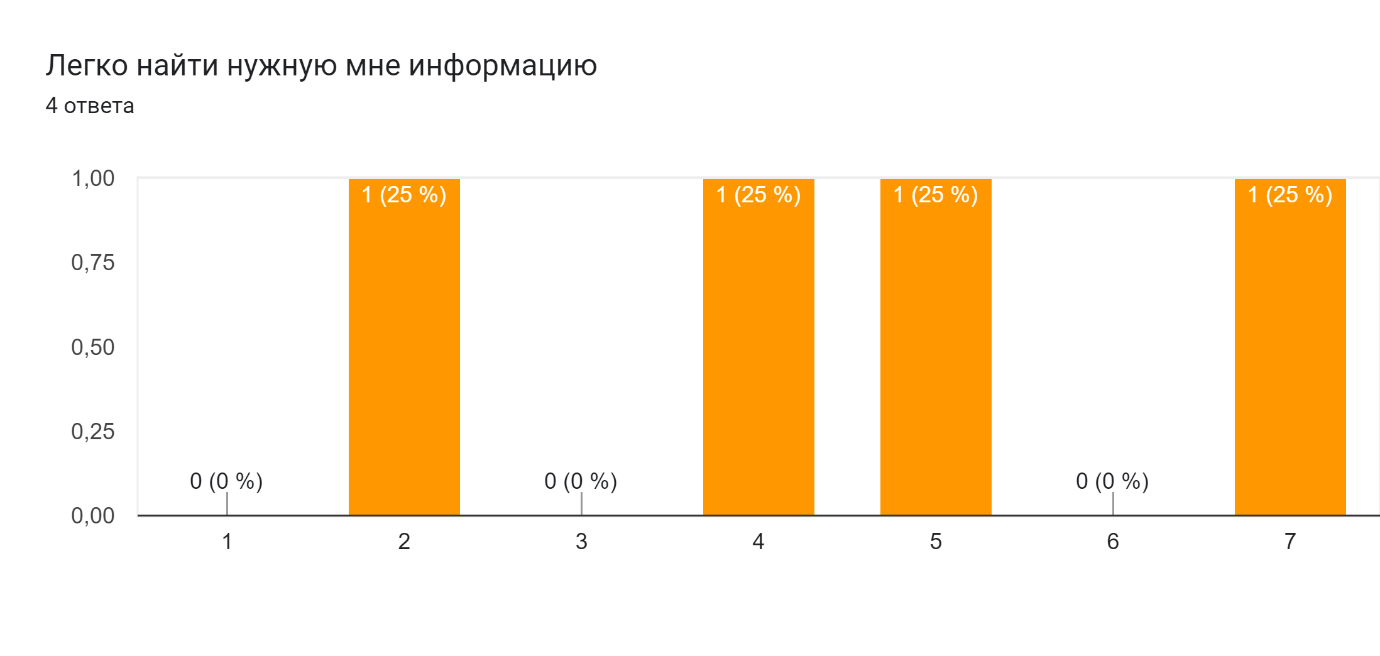 Легко найти нужную мне информацию
4 ответа
1,00
0,75
0,50
0,25
0,00
1 (25 %)
1 (25 %)
1 (25 %)
1 (25 %)
0 (0 %)
0 (0 %)
0 (0 %)
1 2 3 4 5 6 7